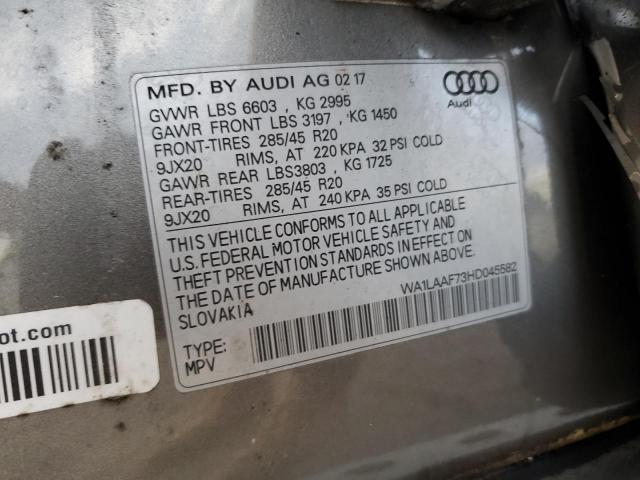 MFD. BY AUDI AG 02 17
Audi
GVWR LBS 6603 , KG 2995
GAWR FRONT LBS 3197 , KG 1450
FRONT-TIRES 285/45 R20
9JX20 RIMS, AT 220 KPA 32 PSI COLD
GAWR REAR LBS3803 , KG 1725
REAR-TIRES 285/45 R20
9JX20 RIMS, AT 240 KPA 35 PSI COLD
THIS VEHICLE CONFORMS TO ALL APPLICABLE
U.S. FEDERAL MOTOR VEHICLE SAFETY AND
THEFT PREVENTION STANDARDS IN EFFECT ON
THE DATE OF MANUFACTURE SHOWN ABOVE.
SLOVAKIA
WA1LAAF73HD045582
TYPE:
MPV
ot.com